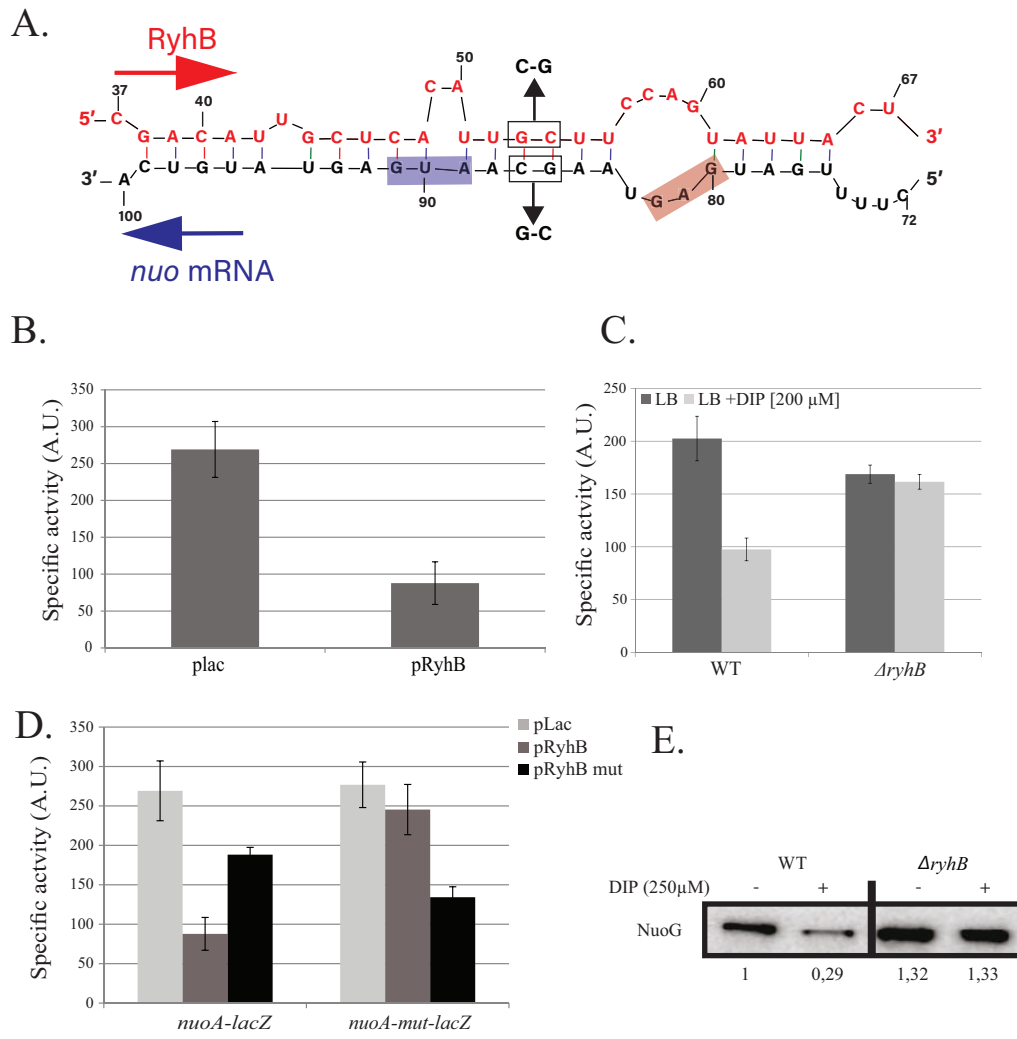 A.
RyhB
37
40
50
C-G
60
67
5' C G A C A U U G C U C A C A U U G C U U C C A G U A U U A C U 3'
3' A C U G U A U G A G U A A C G A A U G A G U A G U U U C 5'
100
90
80
72
G-C
nuo mRNA
B.
Specific actvity (A.U.)
350
300
250
200
150
100
50
0
plac
pRyhB
C.
Specific actvity (A.U.)
250
200
150
100
50
0
LB
LB +DIP [200 µM]
WT
ΔryhB
D.
Specific actvity (A.U.)
350
300
250
200
150
100
50
0
pLac
pRyhB
pRyhB mut
nuoA-lacZ
nuoA-mut-lacZ
E.
WT
ΔryhB
DIP (250µM) - + - +
NuoG
1 0,29 1,32 1,33